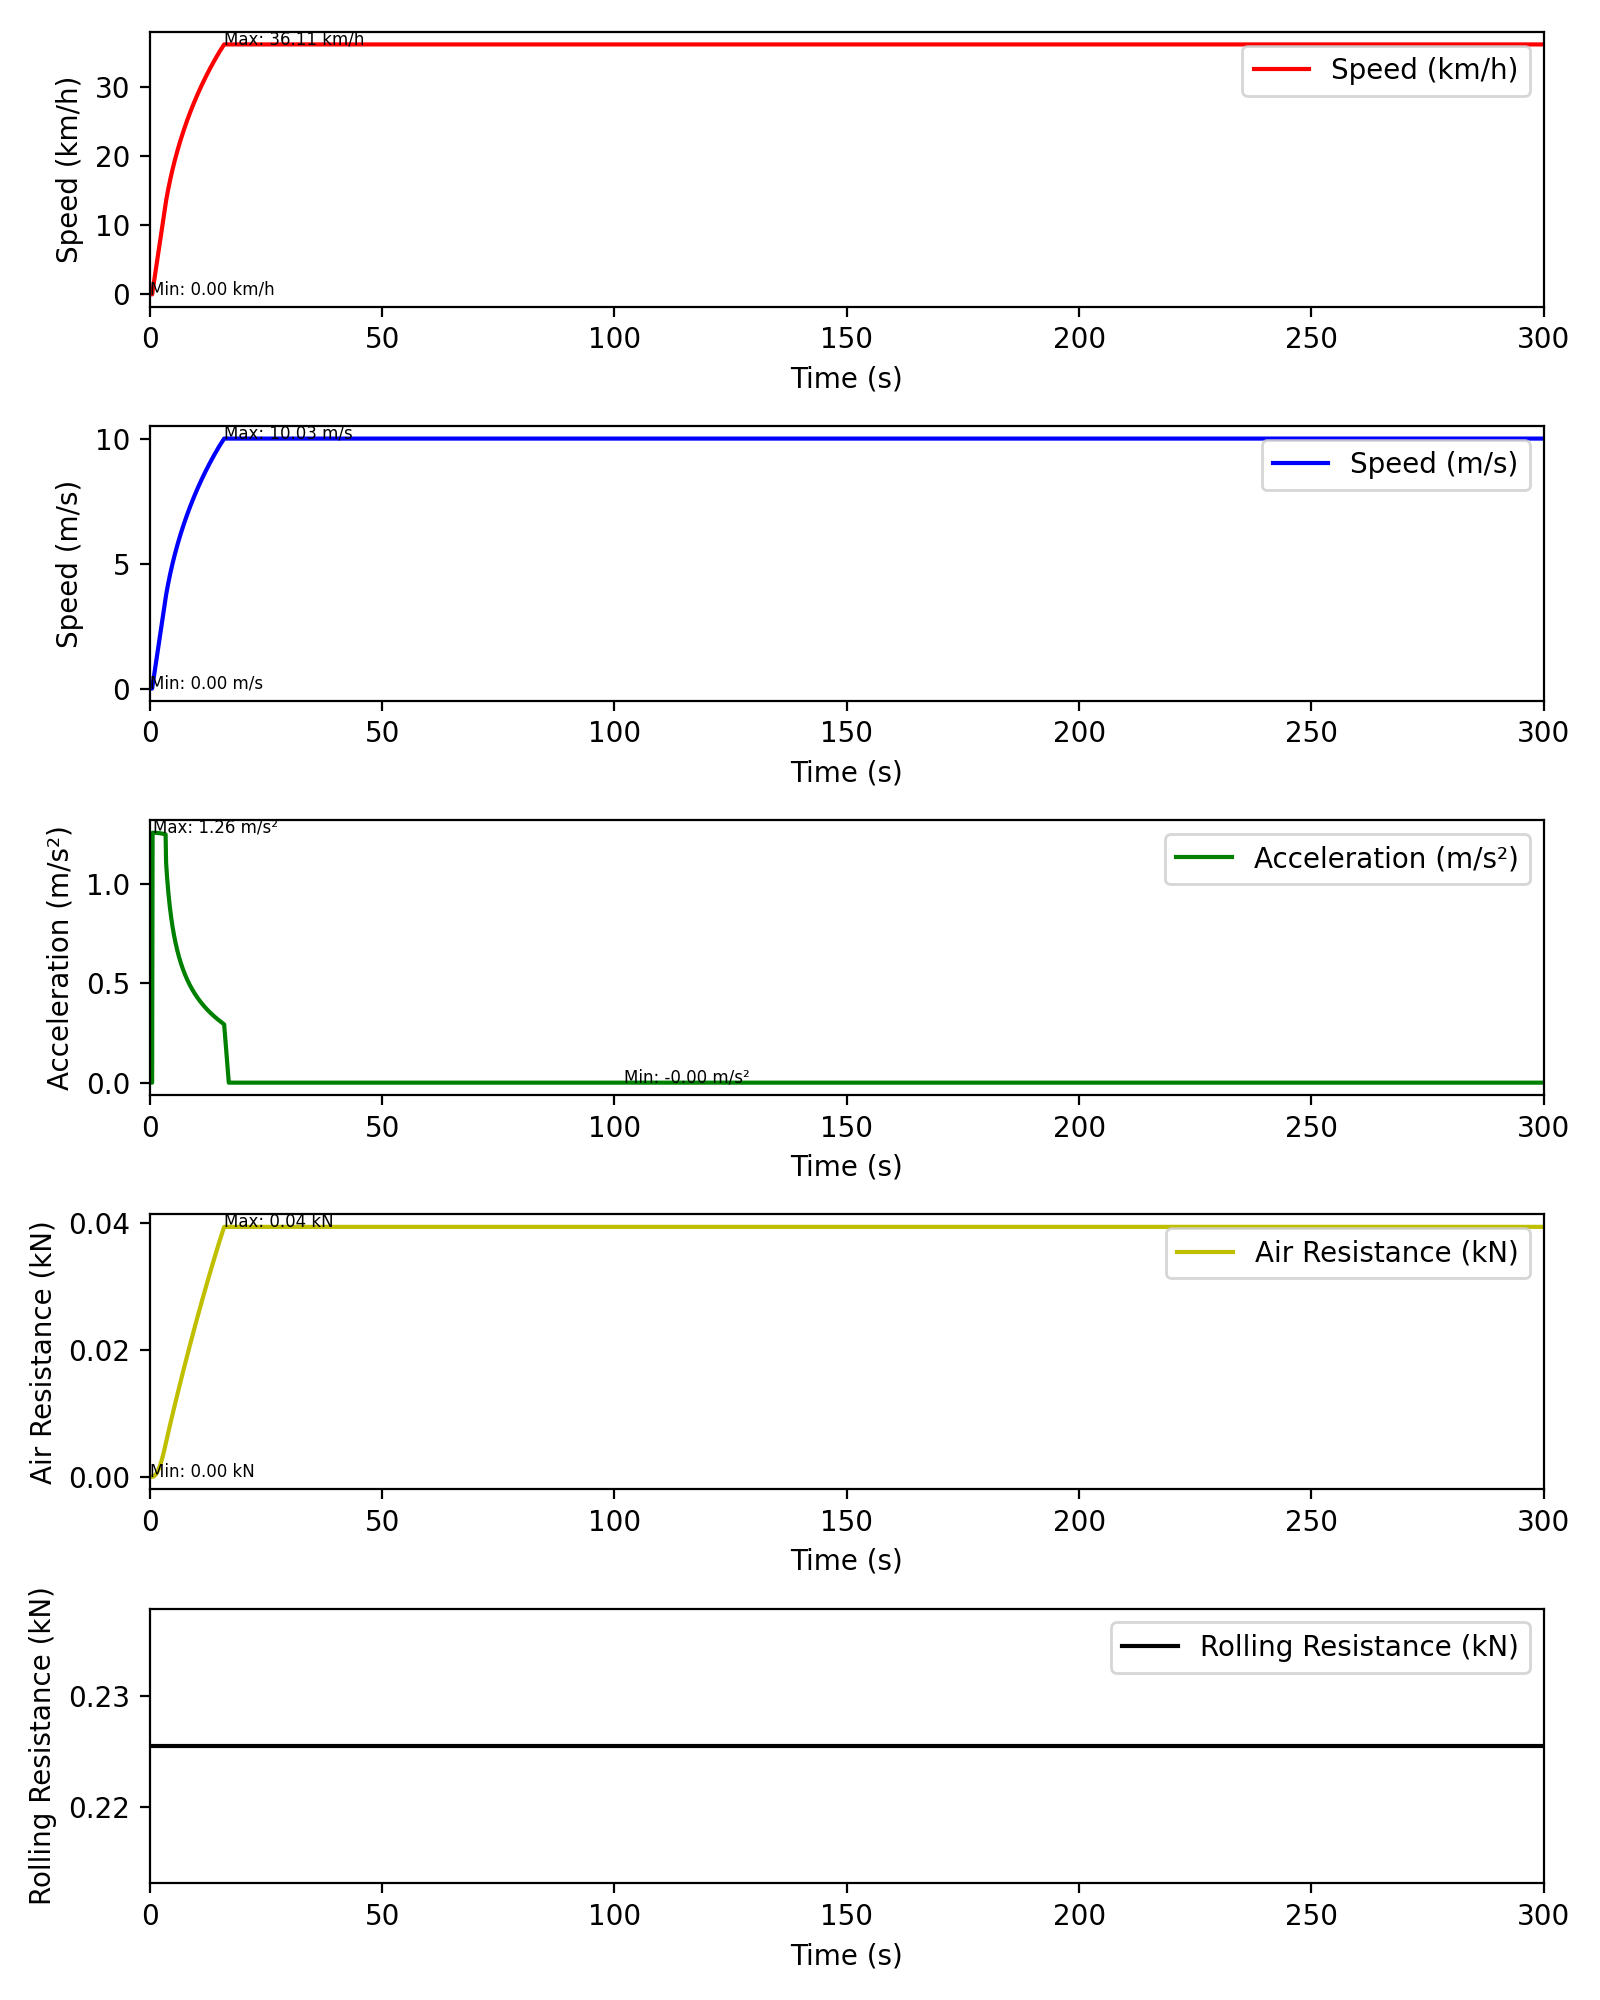 Max: 36.11 km/h
Speed (km/h)
30
20
10
0
Min: 0.00 km/h
Speed (km/h)
0 50 100 150 200 250 300
Time (s)
Max: 10.03 m/s
Speed (m/s)
10
5
0
Min: 0.00 m/s
Speed (m/s)
0 50 100 150 200 250 300
Time (s)
Max: 1.26 m/s²
Acceleration (m/s²)
1.0
0.5
0.0
Min: -0.00 m/s²
Acceleration (m/s²)
0 50 100 150 200 250 300
Time (s)
Max: 0.04 kN
Air Resistance (kN)
0.04
0.02
0.00
Min: 0.00 kN
Air Resistance (kN)
0 50 100 150 200 250 300
Time (s)
Rolling Resistance (kN)
0.23
0.22
Rolling Resistance (kN)
0 50 100 150 200 250 300
Time (s)